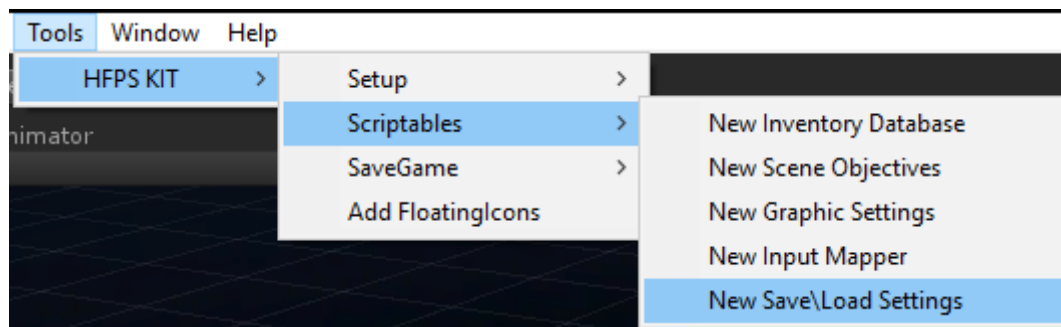 Tools Window Help
HFPS KIT >
Setup >
Scriptables >
SaveGame >
Add FloatingIcons
nimator
New Inventory Database
New Scene Objectives
New Graphic Settings
New Input Mapper
New Save\Load Settings